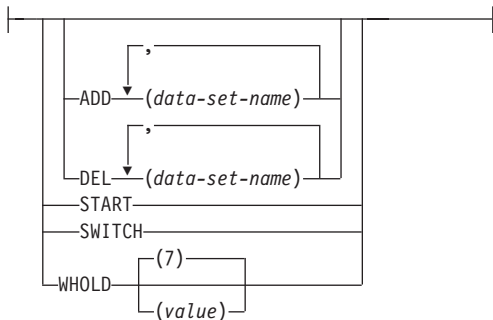 ,
ADD (data-set-name)
,
DEL (data-set-name)
START
SWITCH
(7)
WHOLD
(value)